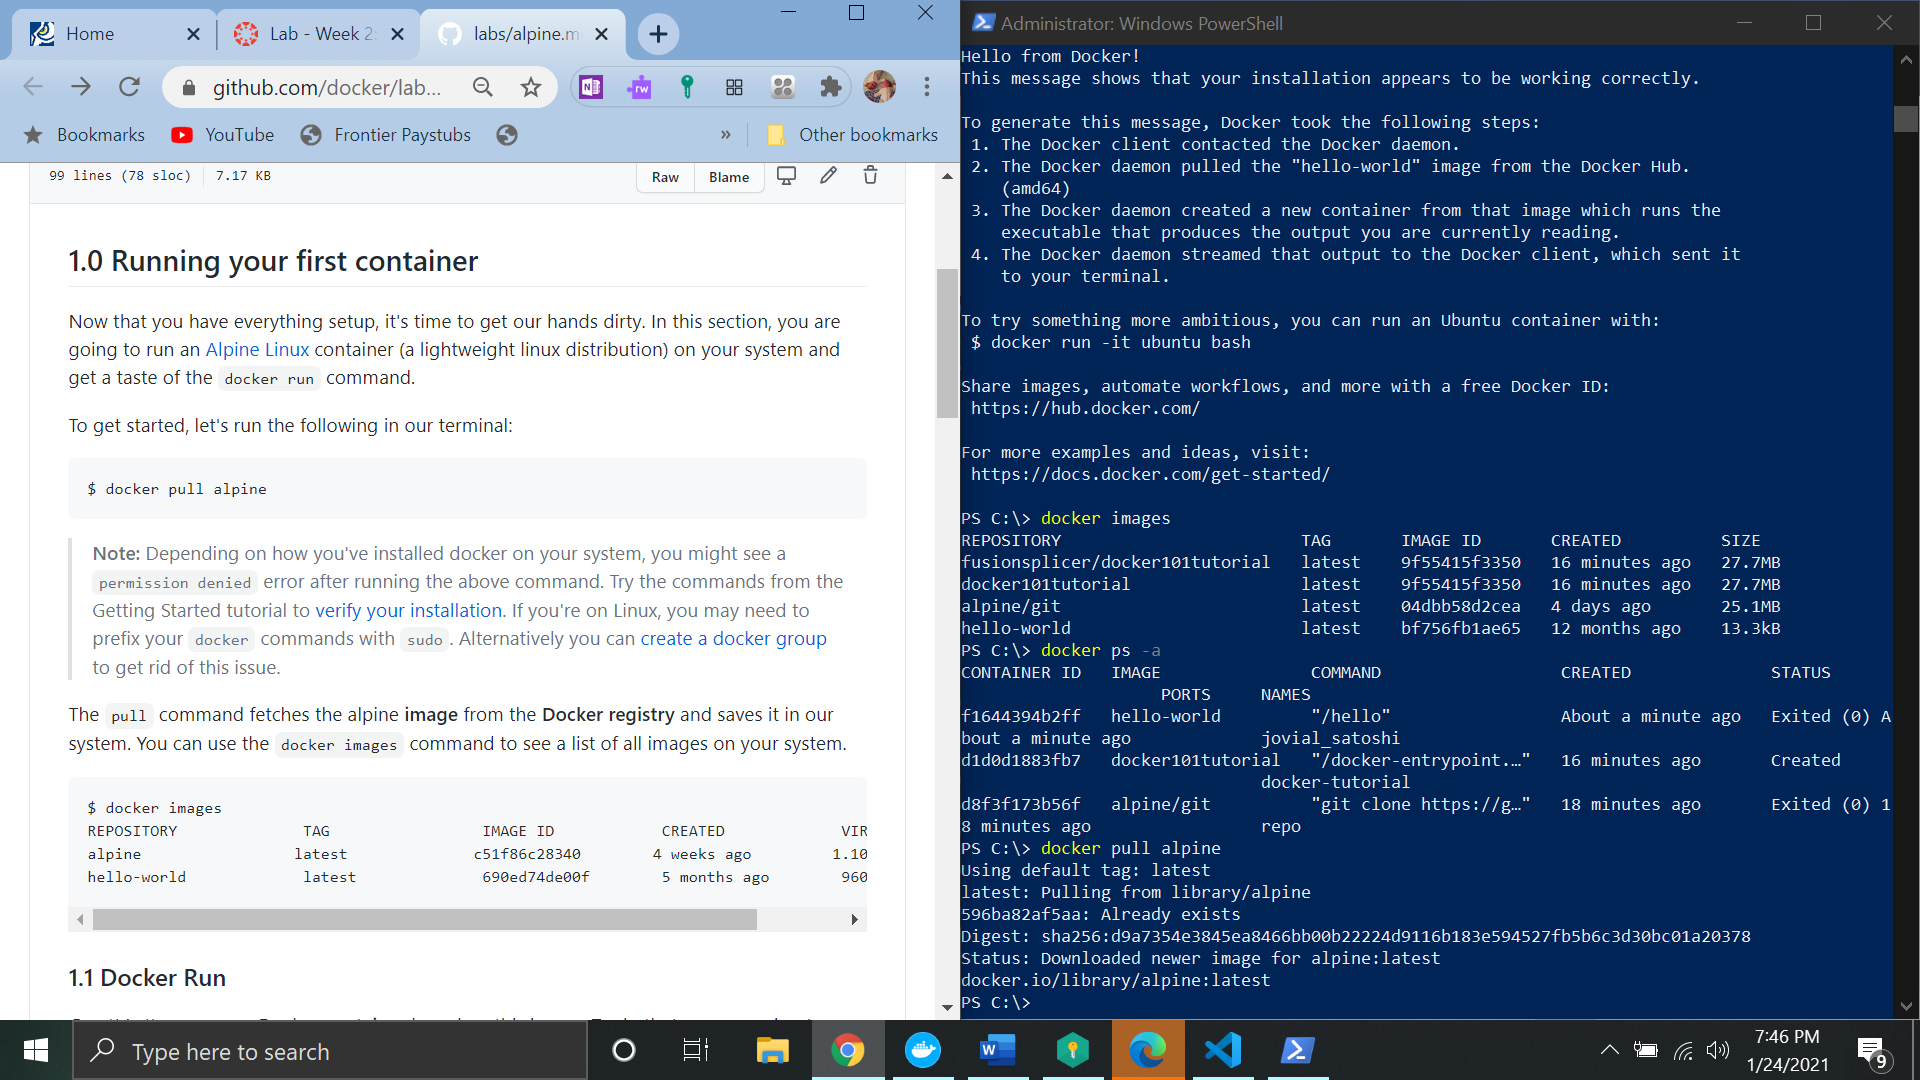 Home
Lab - Week 2
labs/alpine.m
github.com/docker/lab...
Bookmarks
YouTube
Frontier Paystubs
»
Other bookmarks
99 lines (78 sloc)
7.17 KB
Raw
Blame
1.0 Running your first container
Now that you have everything setup, it's time to get our hands dirty. In this section, you are
going to run an Alpine Linux container (a lightweight linux distribution) on your system and
get a taste of the docker run command.
To get started, let's run the following in our terminal:
$ docker pull alpine
Note: Depending on how you've installed docker on your system, you might see a
permission denied error after running the above command. Try the commands from the
Getting Started tutorial to verify your installation. If you're on Linux, you may need to
prefix your docker commands with sudo. Alternatively you can create a docker group
to get rid of this issue.
The pull command fetches the alpine image from the Docker registry and saves it in our
system. You can use the docker images command to see a list of all images on your system.
$ docker images
REPOSITORY TAG IMAGE ID CREATED VIR
alpine latest c51f86c28340 4 weeks ago 1.10
hello-world latest 690ed74de00f 5 months ago 960
1.1 Docker Run
Administrator: Windows PowerShell
Hello from Docker!
This message shows that your installation appears to be working correctly.
To generate this message, Docker took the following steps:
1. The Docker client contacted the Docker daemon.
2. The Docker daemon pulled the "hello-world" image from the Docker Hub.
(amd64)
3. The Docker daemon created a new container from that image which runs the
executable that produces the output you are currently reading.
4. The Docker daemon streamed that output to the Docker client, which sent it
to your terminal.
To try something more ambitious, you can run an Ubuntu container with:
$ docker run -it ubuntu bash
Share images, automate workflows, and more with a free Docker ID:
https://hub.docker.com/
For more examples and ideas, visit:
https://docs.docker.com/get-started/
PS C:\> docker images
REPOSITORY TAG IMAGE ID CREATED SIZE
fusionsplicer/docker101tutorial latest 9f55415f3350 16 minutes ago 27.7MB
docker101tutorial latest 9f55415f3350 16 minutes ago 27.7MB
alpine/git latest 04dbb58d2cea 4 days ago 25.1MB
hello-world latest bf756fb1ae65 12 months ago 13.3kB
PS C:\> docker ps -a
CONTAINER ID IMAGE COMMAND CREATED STATUS
PORTS NAMES
f1644394b2ff hello-world "/hello" About a minute ago Exited (0) A
bout a minute ago jovial_satoshi
d1d0d1883fb7 docker101tutorial "/docker-entrypoint.…" 16 minutes ago Created
docker-tutorial
d8f3f173b56f alpine/git "git clone https://g…" 18 minutes ago Exited (0) 1
8 minutes ago repo
PS C:\> docker pull alpine
Using default tag: latest
latest: Pulling from library/alpine
596ba82af5aa: Already exists
Digest: sha256:d9a7354e3845ea8466bb00b22224d9116b183e594527fb5b6c3d30bc01a20378
Status: Downloaded newer image for alpine:latest
docker.io/library/alpine:latest
PS C:\>
Type here to search
7:46 PM
1/24/2021
9